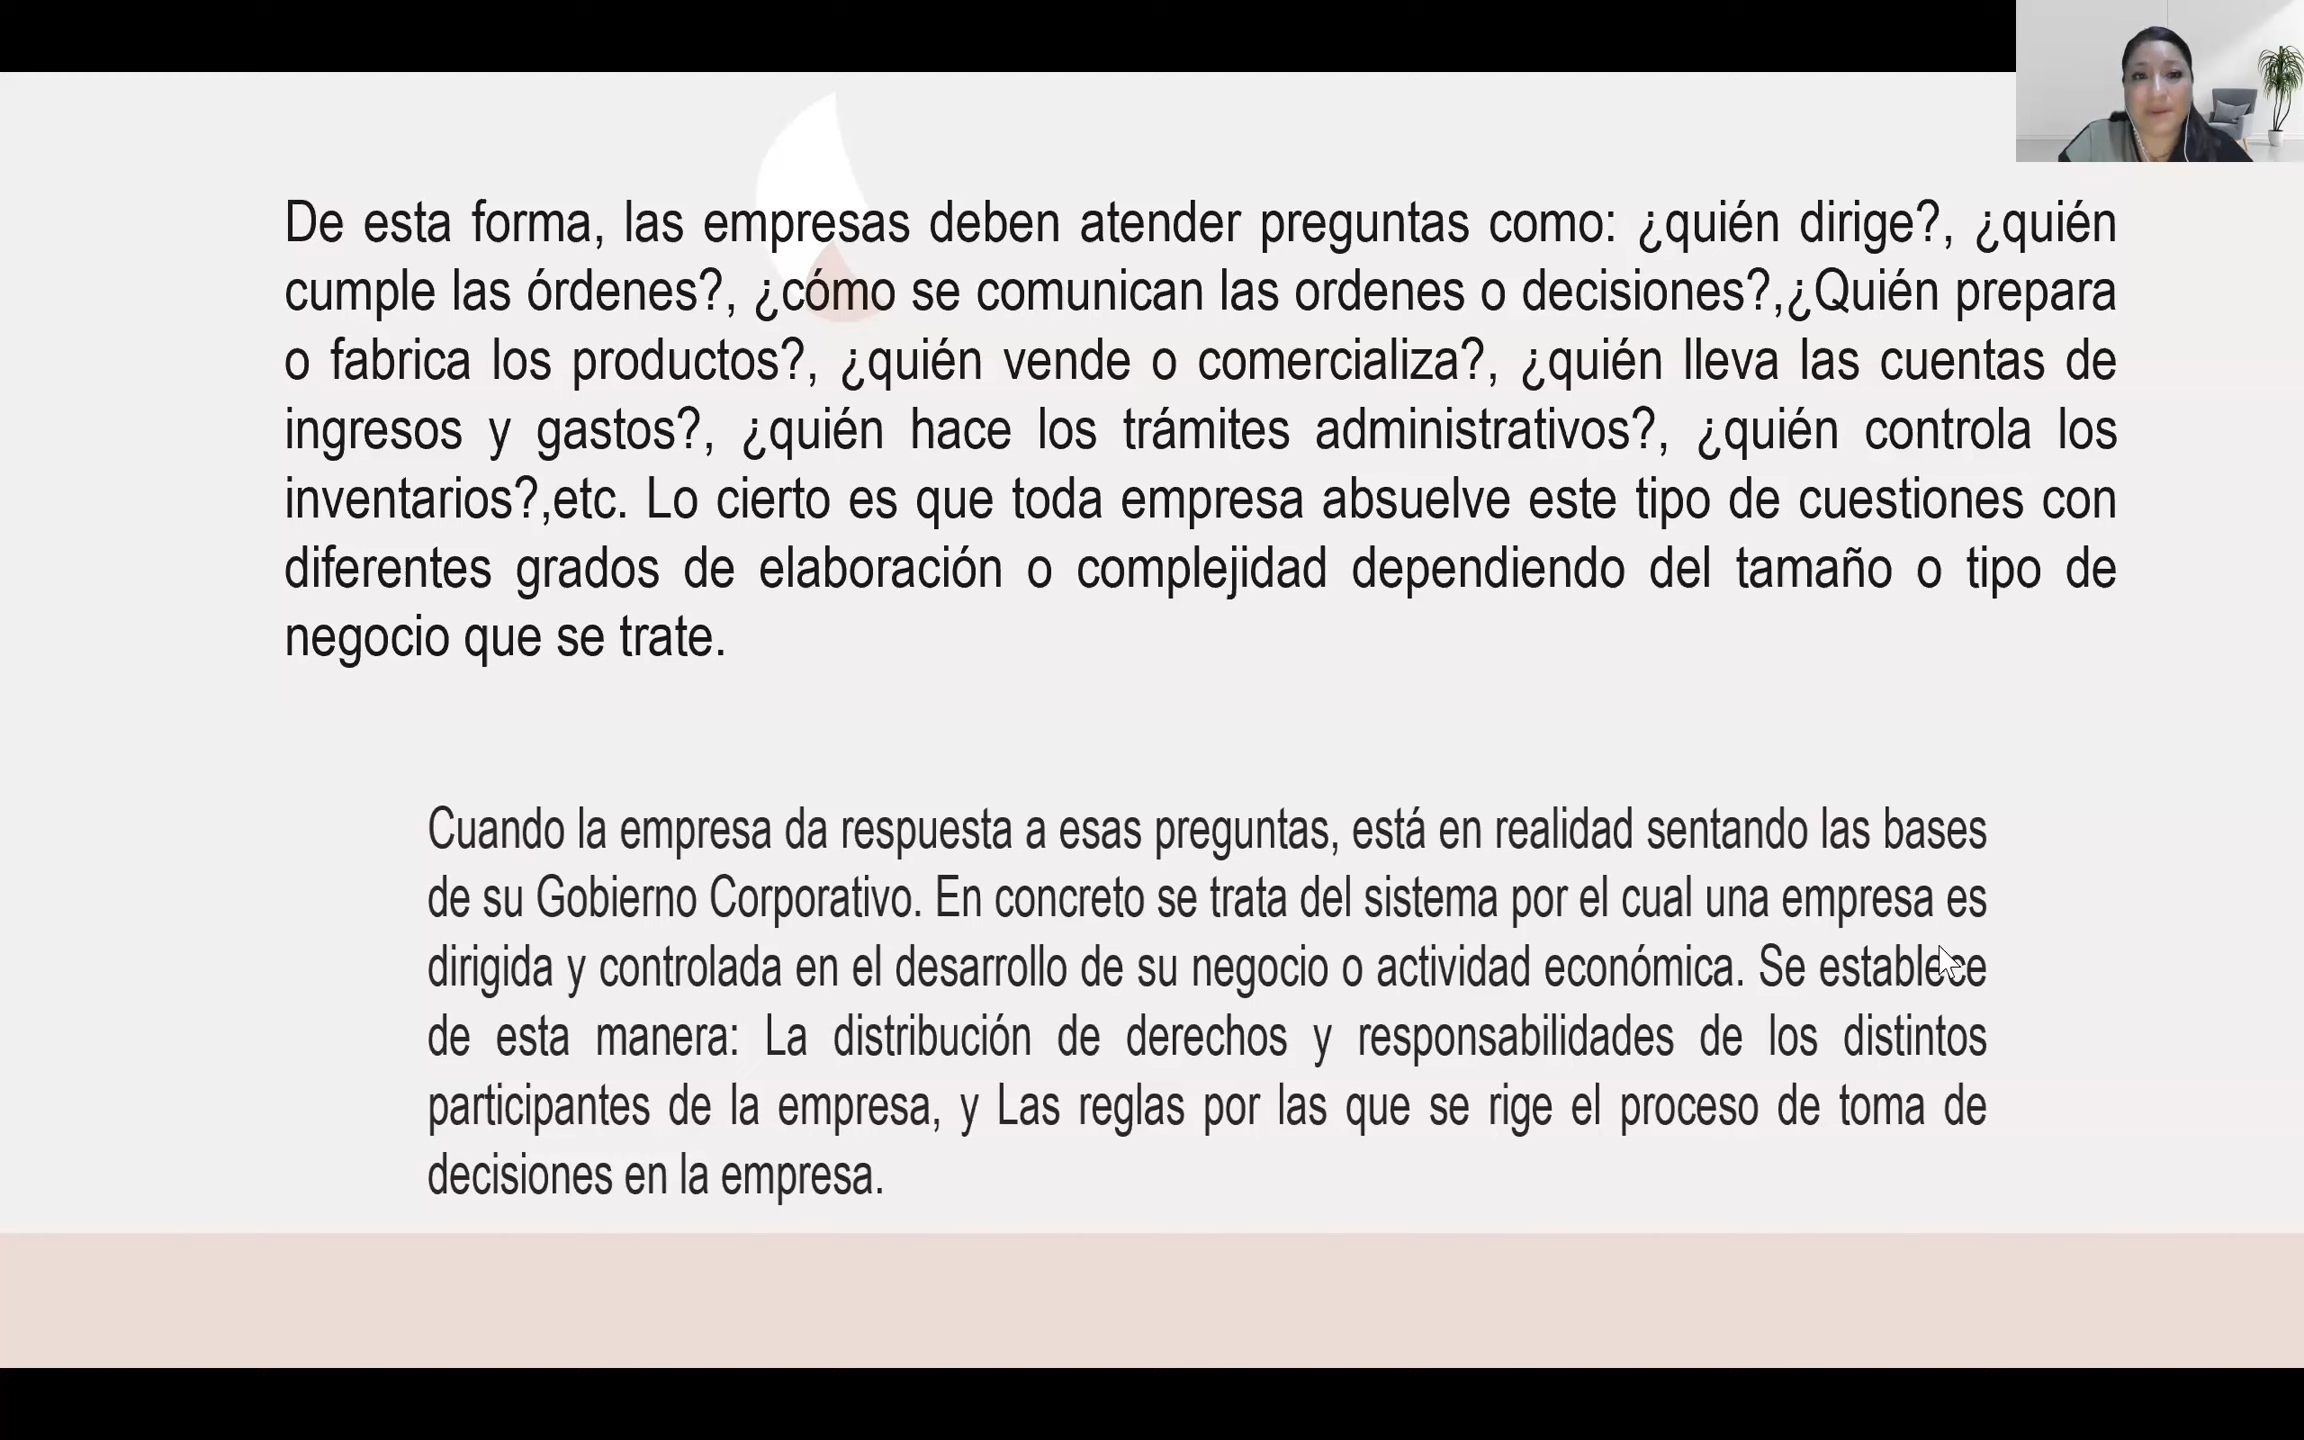 De esta forma, las empresas deben atender preguntas como: ¿quién dirige?, ¿quién
cumple las órdenes?, ¿cómo se comunican las ordenes o decisiones?,¿Quién prepara
o fabrica los productos?, ¿quién vende o comercializa?, ¿quién lleva las cuentas de
ingresos y gastos?, ¿quién hace los trámites administrativos?, ¿quién controla los
inventarios?,etc. Lo cierto es que toda empresa absuelve este tipo de cuestiones con
diferentes grados de elaboración o complejidad dependiendo del tamaño o tipo de
negocio que se trate.
Cuando la empresa da respuesta a esas preguntas, está en realidad sentando las bases
de su Gobierno Corporativo. En concreto se trata del sistema por el cual una empresa es
dirigida y controlada en el desarrollo de su negocio o actividad económica. Se establece
de esta manera: La distribución de derechos y responsabilidades de los distintos
participantes de la empresa, y Las reglas por las que se rige el proceso de toma de
decisiones en la empresa.